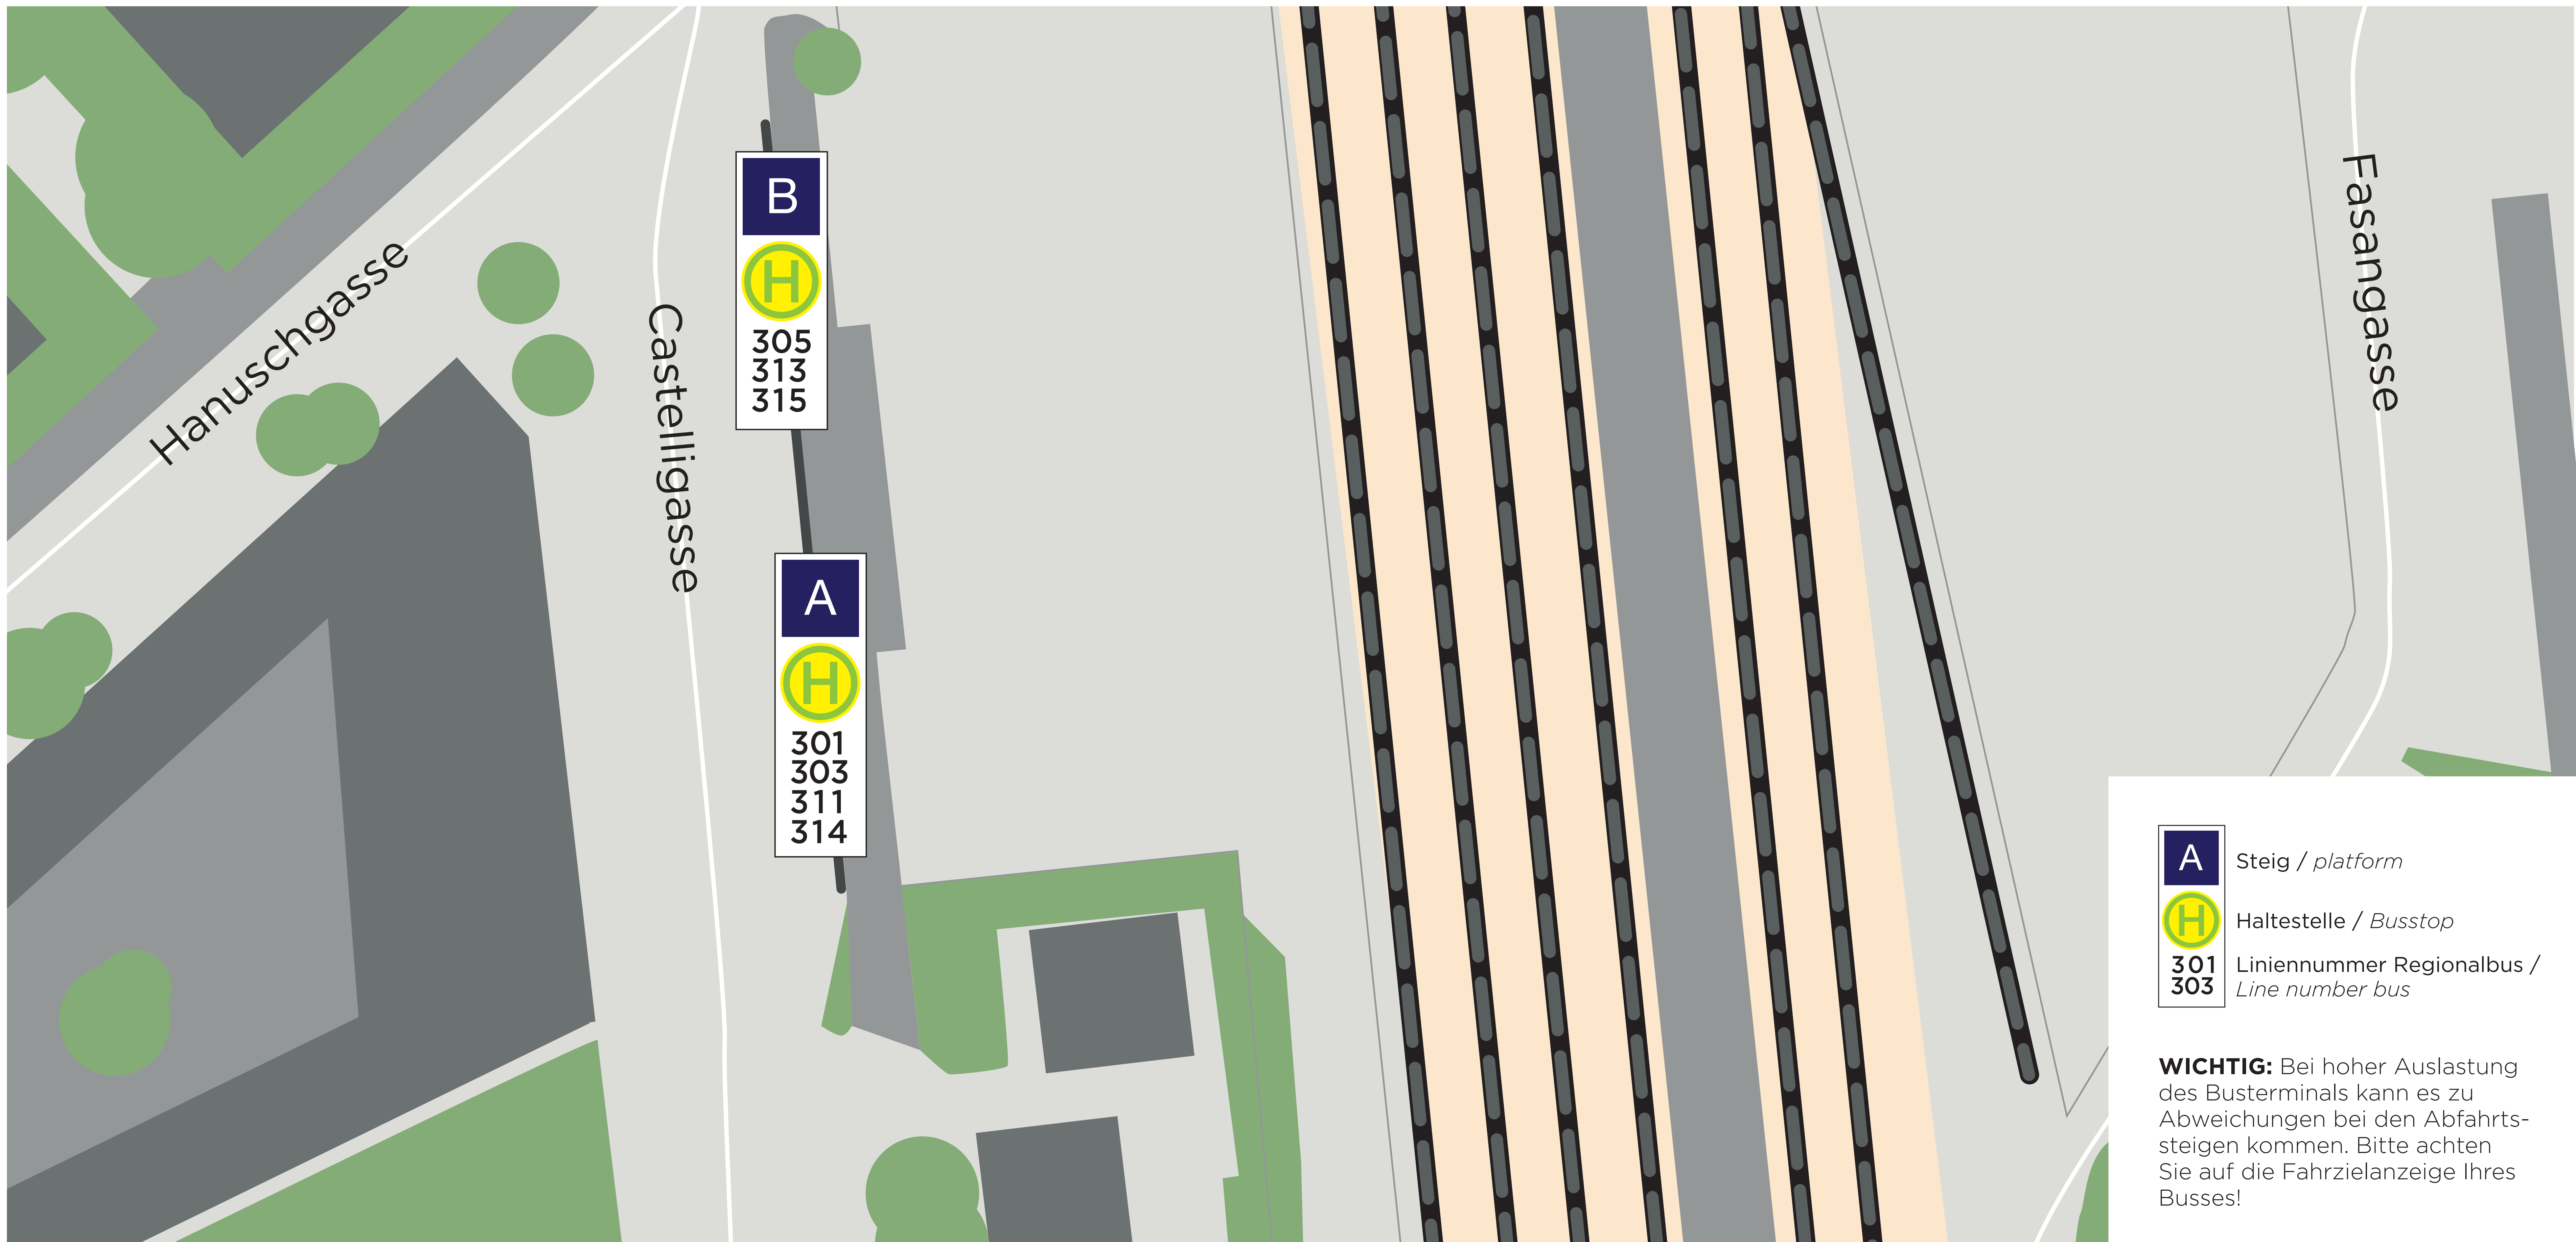 Hanuschgasse
Castelligasse
B
H
305
313
315
A
H
301
303
311
314
Fasangasse
A
Steig / platform
H
Haltestelle / Busstop
301
303
Liniennummer Regionalbus /
Line number bus
WICHTIG: Bei hoher Auslastung
des Busterminals kann es zu
Abweichungen bei den Abfahrts-
steigen kommen. Bitte achten
Sie auf die Fahrzielanzeige Ihres
Busses!